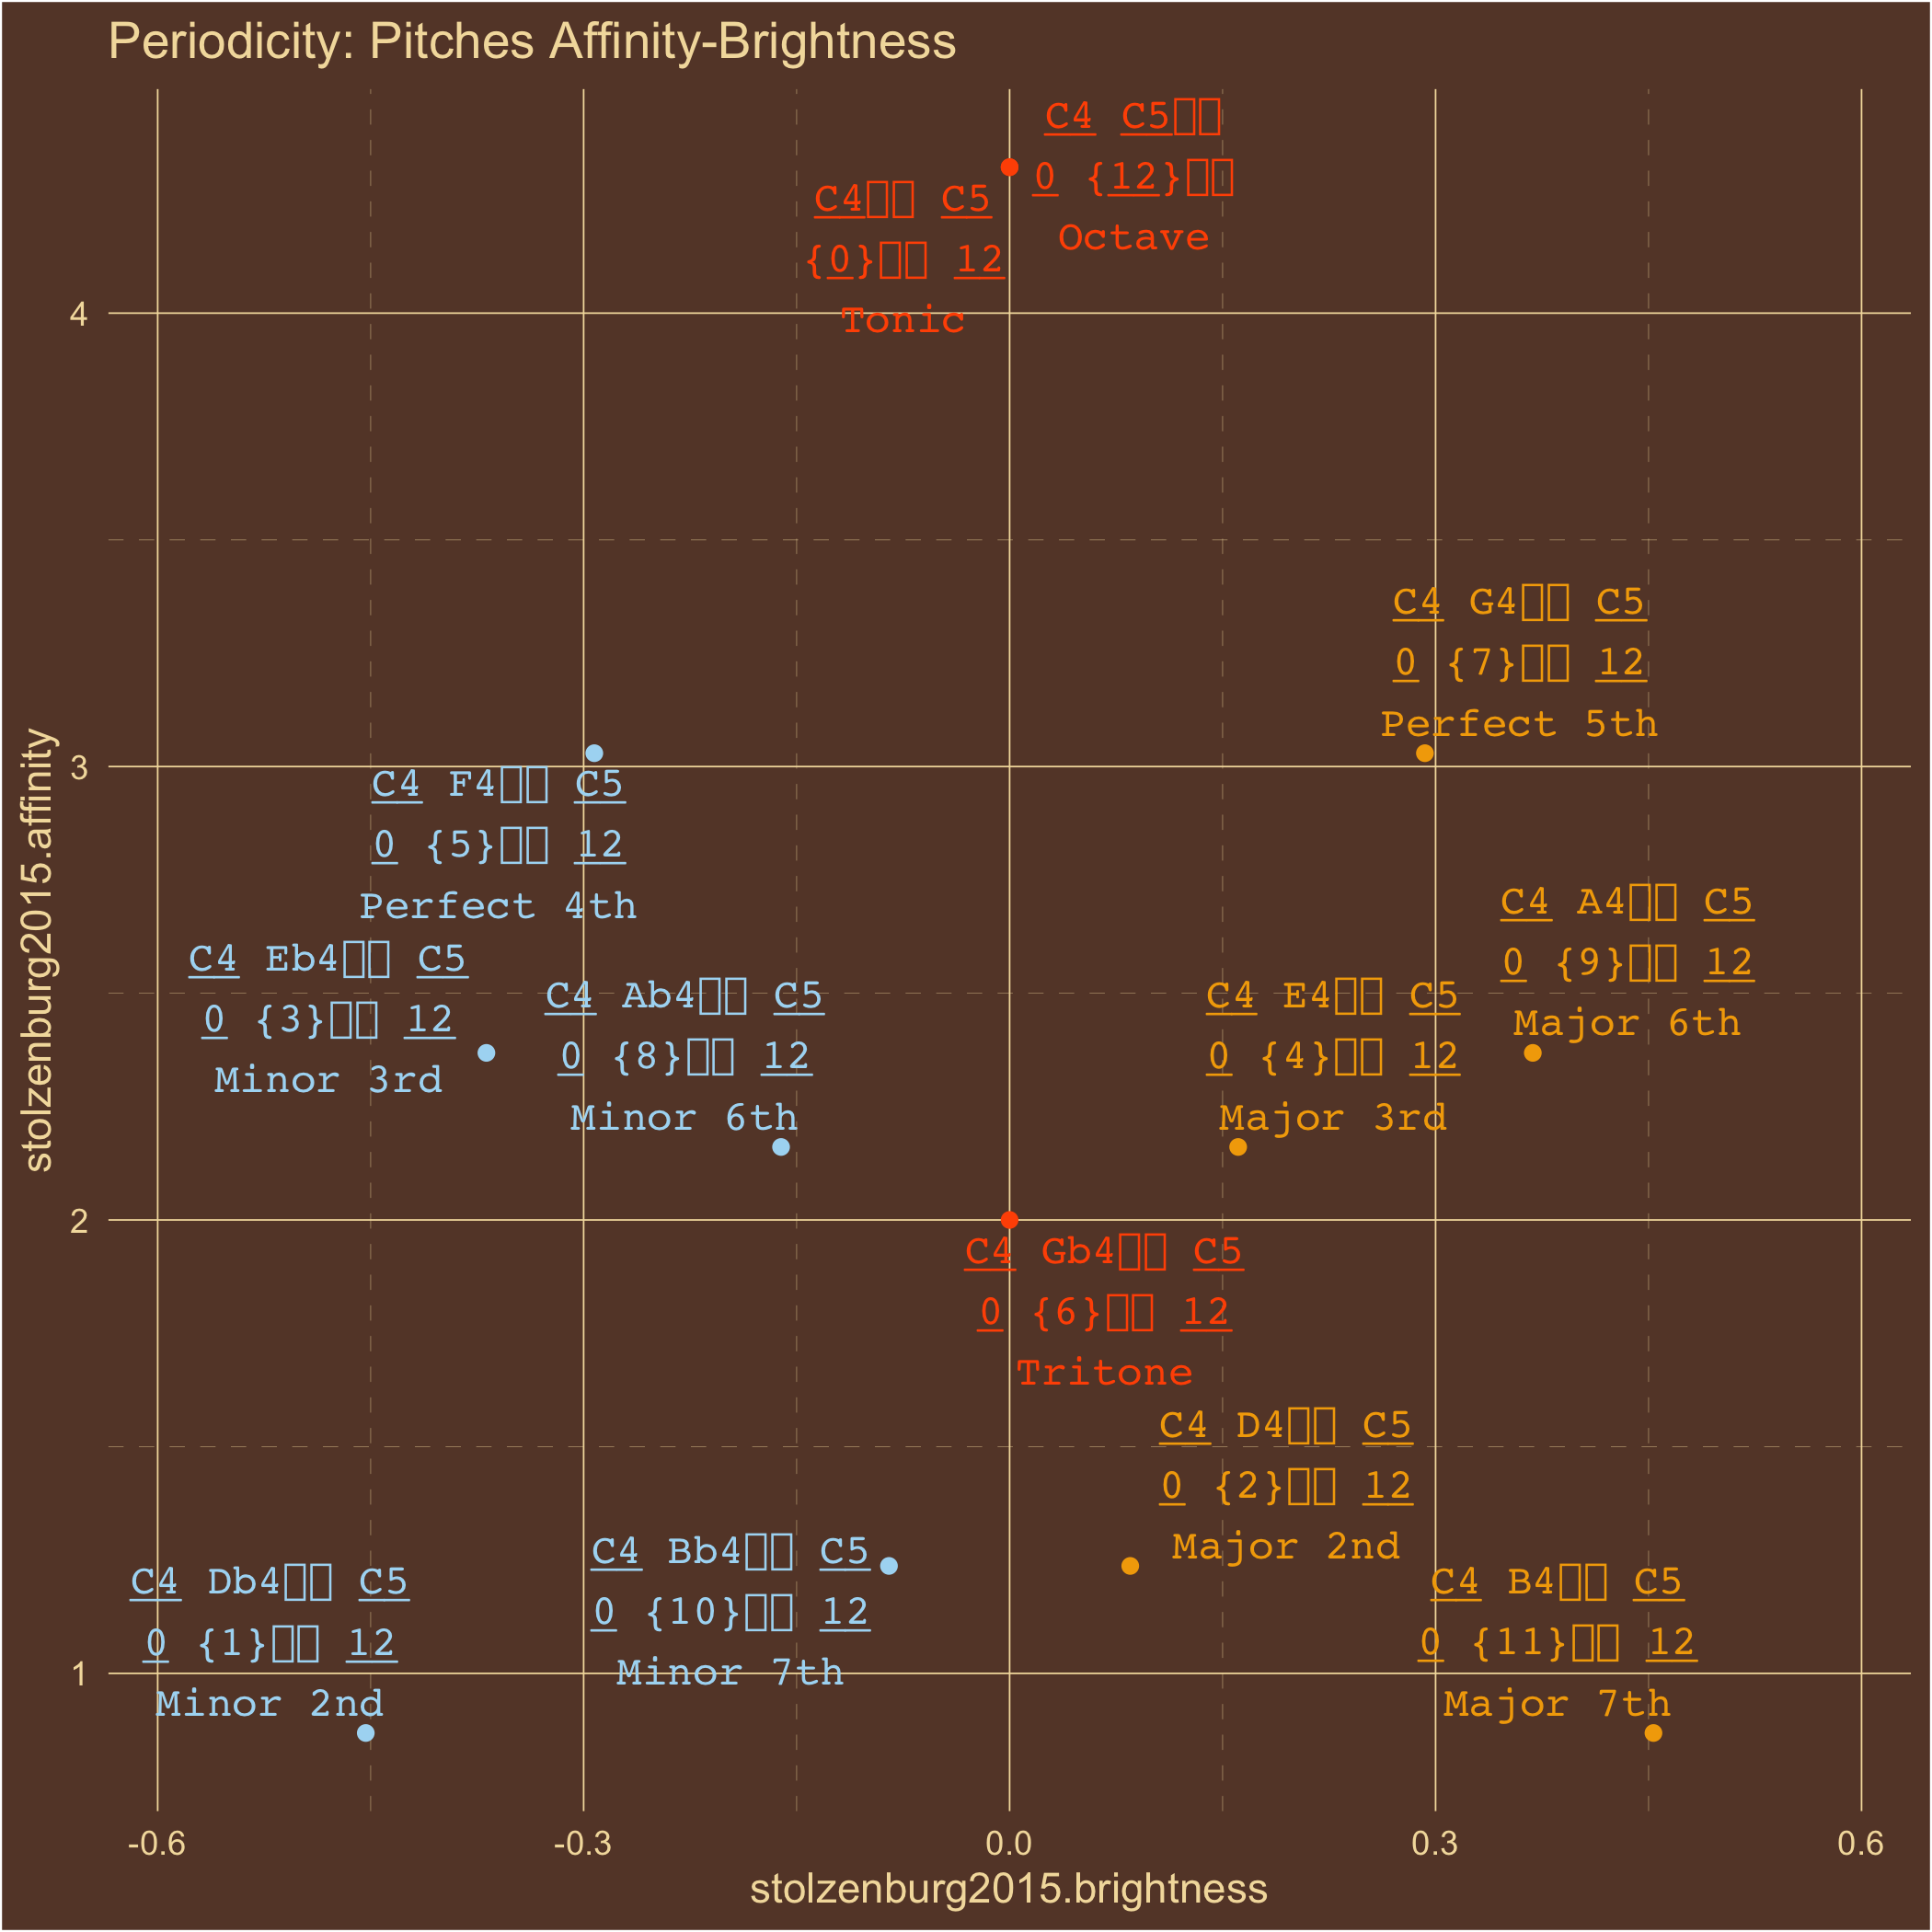 Periodicity: Pitches Affinity-Brightness
C4 C5▯▯
0 {12}▯▯
Octave
C4▯▯ C5
{0}▯▯ 12
Tonic
4
C4 G4▯▯ C5
0 {7}▯▯ 12
Perfect 5th
3
C4 F4▯▯ C5
0 {5}▯▯ 12
Perfect 4th
C4 A4▯▯ C5
0 {9}▯▯ 12
Major 6th
C4 Eb4▯▯ C5
0 {3}▯▯ 12
Minor 3rd
C4 Ab4▯▯ C5
0 {8}▯▯ 12
Minor 6th
C4 E4▯▯ C5
0 {4}▯▯ 12
Major 3rd
2
C4 Gb4▯▯ C5
0 {6}▯▯ 12
Tritone
C4 D4▯▯ C5
0 {2}▯▯ 12
Major 2nd
C4 Db4▯▯ C5
0 {1}▯▯ 12
Minor 2nd
C4 Bb4▯▯ C5
0 {10}▯▯ 12
Minor 7th
C4 B4▯▯ C5
0 {11}▯▯ 12
Major 7th
1
stolzenburg2015.affinity
-0.6 -0.3 0.0 0.3 0.6
stolzenburg2015.brightness